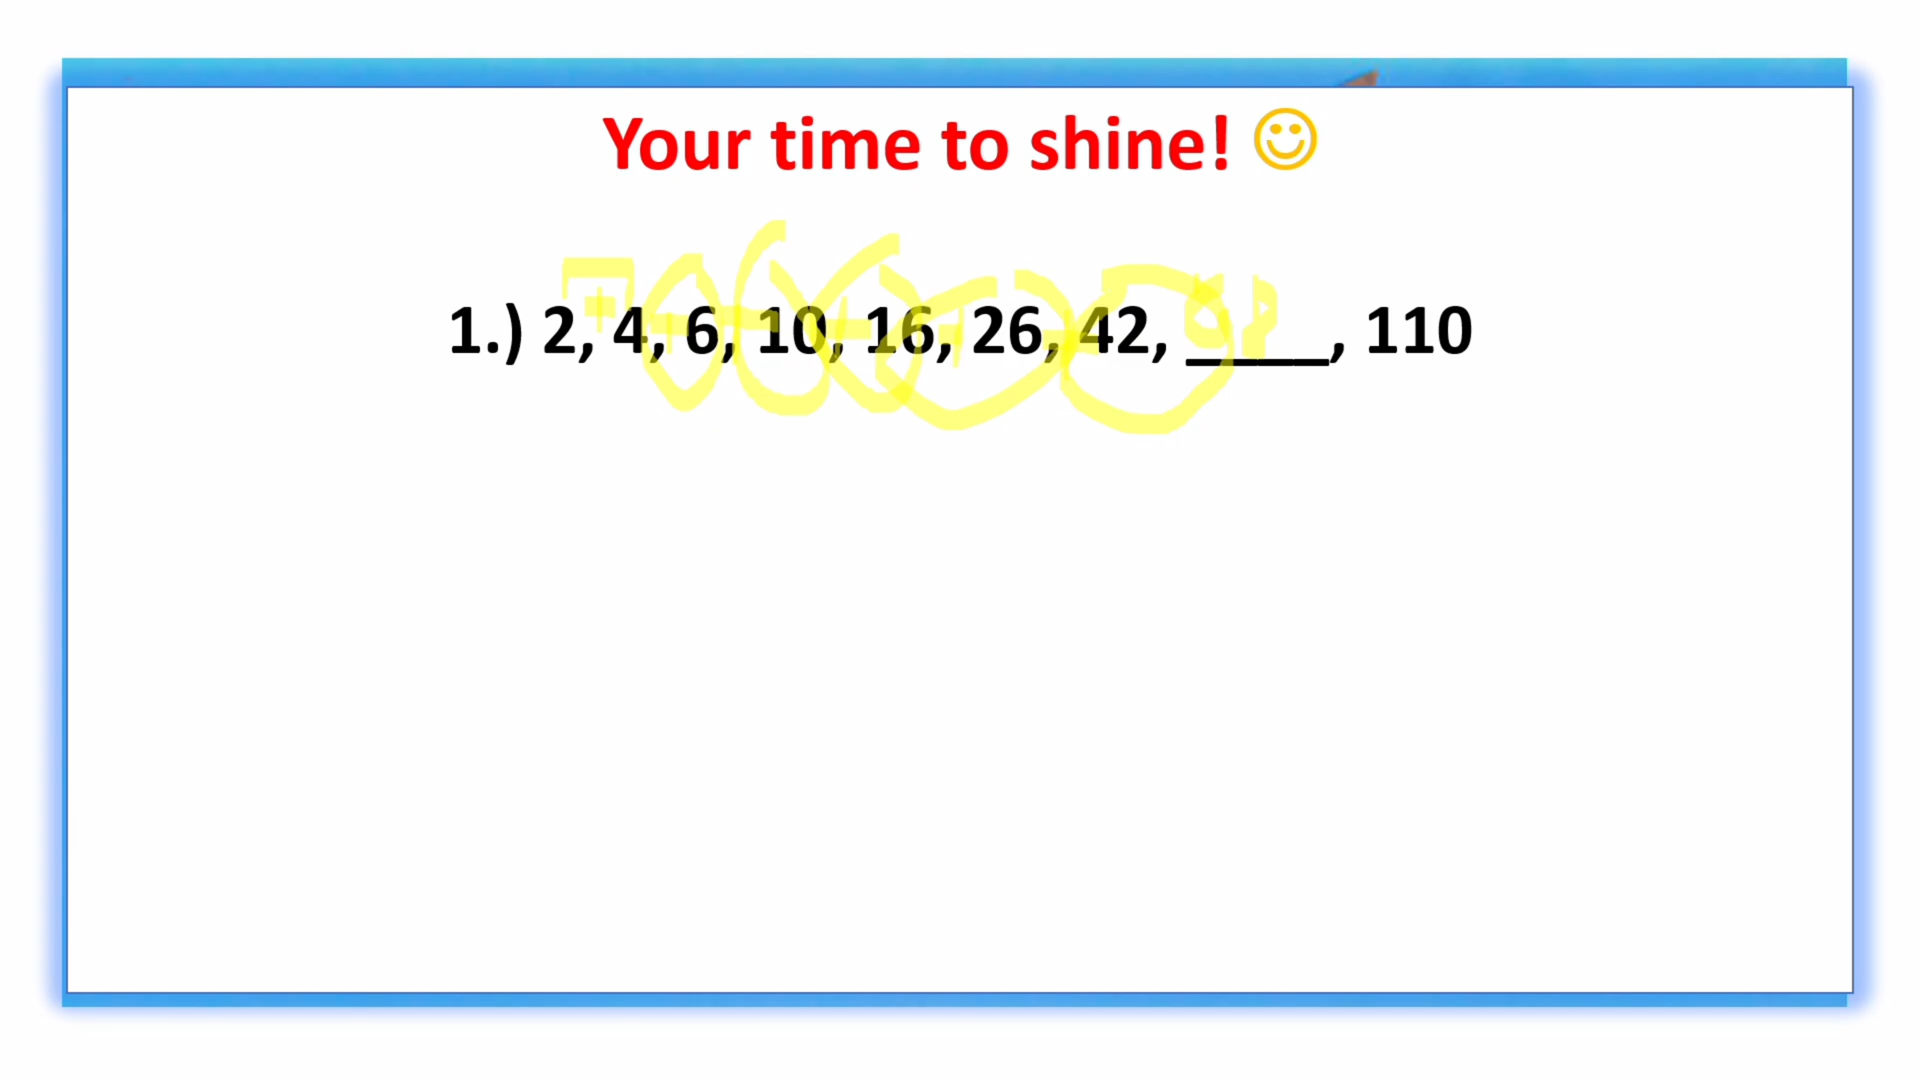 Your time to shine! ☺
1.) 2, 4, 6, 10, 16, 26, 42, ____, 110